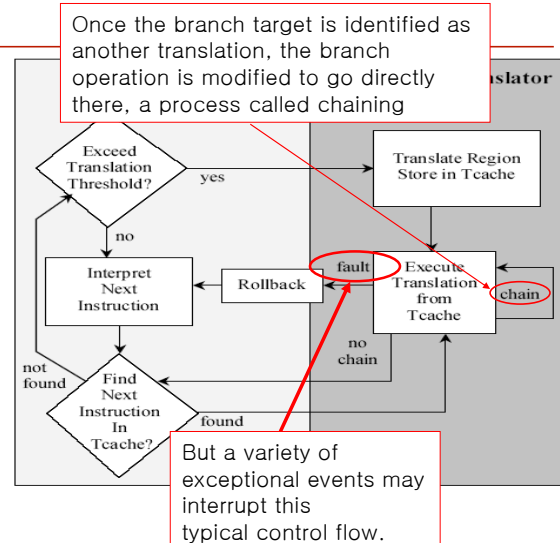 Once the branch target is identified as
another translation, the branch
operation is modified to go directly
there, a process called chaining
Exceed
Translation
Threshold?
yes
Translate Region
Store in Tcache
no
Interpret
Next
Instruction
Rollback
fault
Execute
Translation
from
Tcache
chain
no
chain
not
found
Find
Next
Instruction
In
Tcache?
found
But a variety of
exceptional events may
interrupt this
typical control flow.